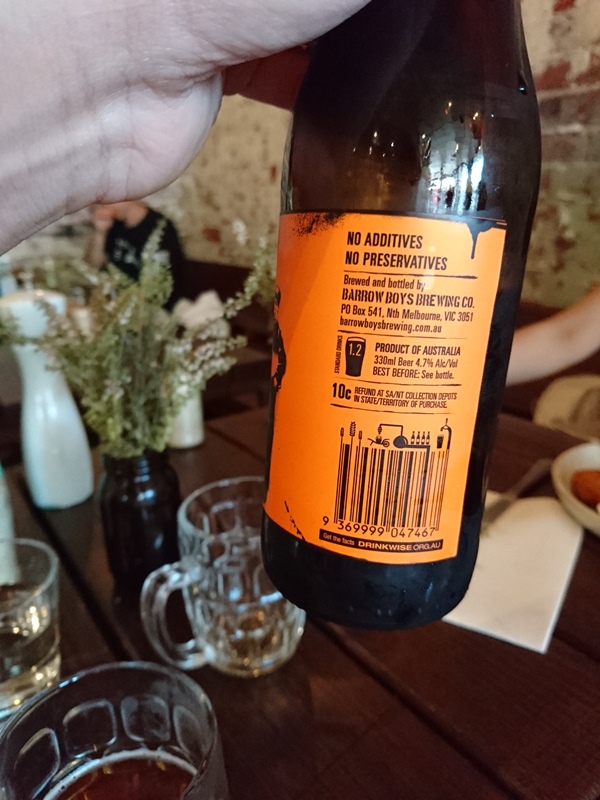 NO ADDITIVES
NO PRESERVATIVES
Brewed and bottled by
BARROW BOYS BREWING CO.
PO Box 541, Nth Melbourne, VIC 3051
barrowboysbrewing.com.au
STANDARD DRINKS
1.2
PRODUCT OF AUSTRALIA
330ml Beer 4.7% Alc/Vol
BEST BEFORE: See bottle.
10c REFUND AT SA/NT COLLECTION DEPOTS
IN STATE/TERRITORY OF PURCHASE.
9 369999 047467
Get the facts DRINKWISE.ORG.AU